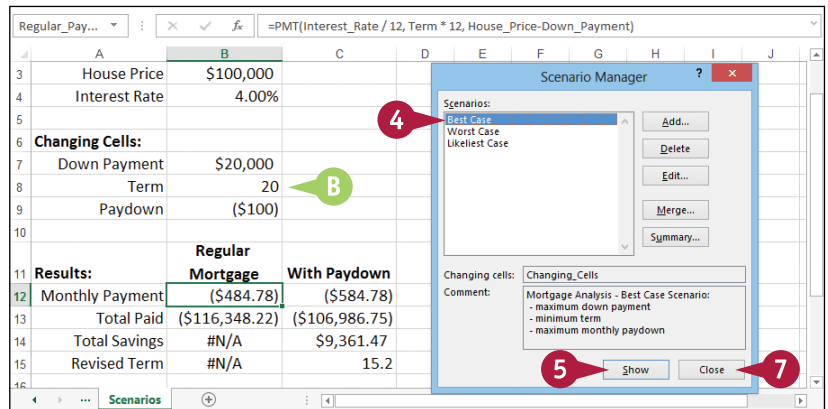 Regular_Pay... fx =PMT(Interest_Rate / 12, Term * 12, House_Price-Down_Payment)
A B C D E F G H I J
3 House Price $100,000
4 Interest Rate 4.00%
5
6 Changing Cells:
7 Down Payment $20,000
8 Term 20
9 Paydown ($100)
10
11 Results: Regular Mortgage With Paydown
12 Monthly Payment ($484.78) ($584.78)
13 Total Paid ($116,348.22) ($106,986.75)
14 Total Savings #N/A $9,361.47
15 Revised Term #N/A 15.2
16
... Scenarios
B
Scenario Manager ? ×
Scenarios:
4 Best Case
Worst Case
Likeliest Case
Add...
Delete
Edit...
Merge...
Summary...
Changing cells: Changing_Cells
Comment: Mortgage Analysis - Best Case Scenario:
- maximum down payment
- minimum term
- maximum monthly paydown
5 Show Close 7